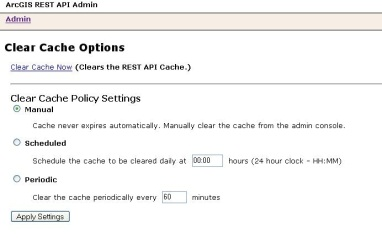 ArcGIS REST API Admin
Admin
Clear Cache Options
Clear Cache Now (Clears the REST API Cache.)
Clear Cache Policy Settings
Manual
Cache never expires automatically. Manually clear the cache from the admin console.
Scheduled
Schedule the cache to be cleared daily at 00:00 hours (24 hour clock - HH:MM)
Periodic
Clear the cache periodically every 60 minutes
Apply Settings